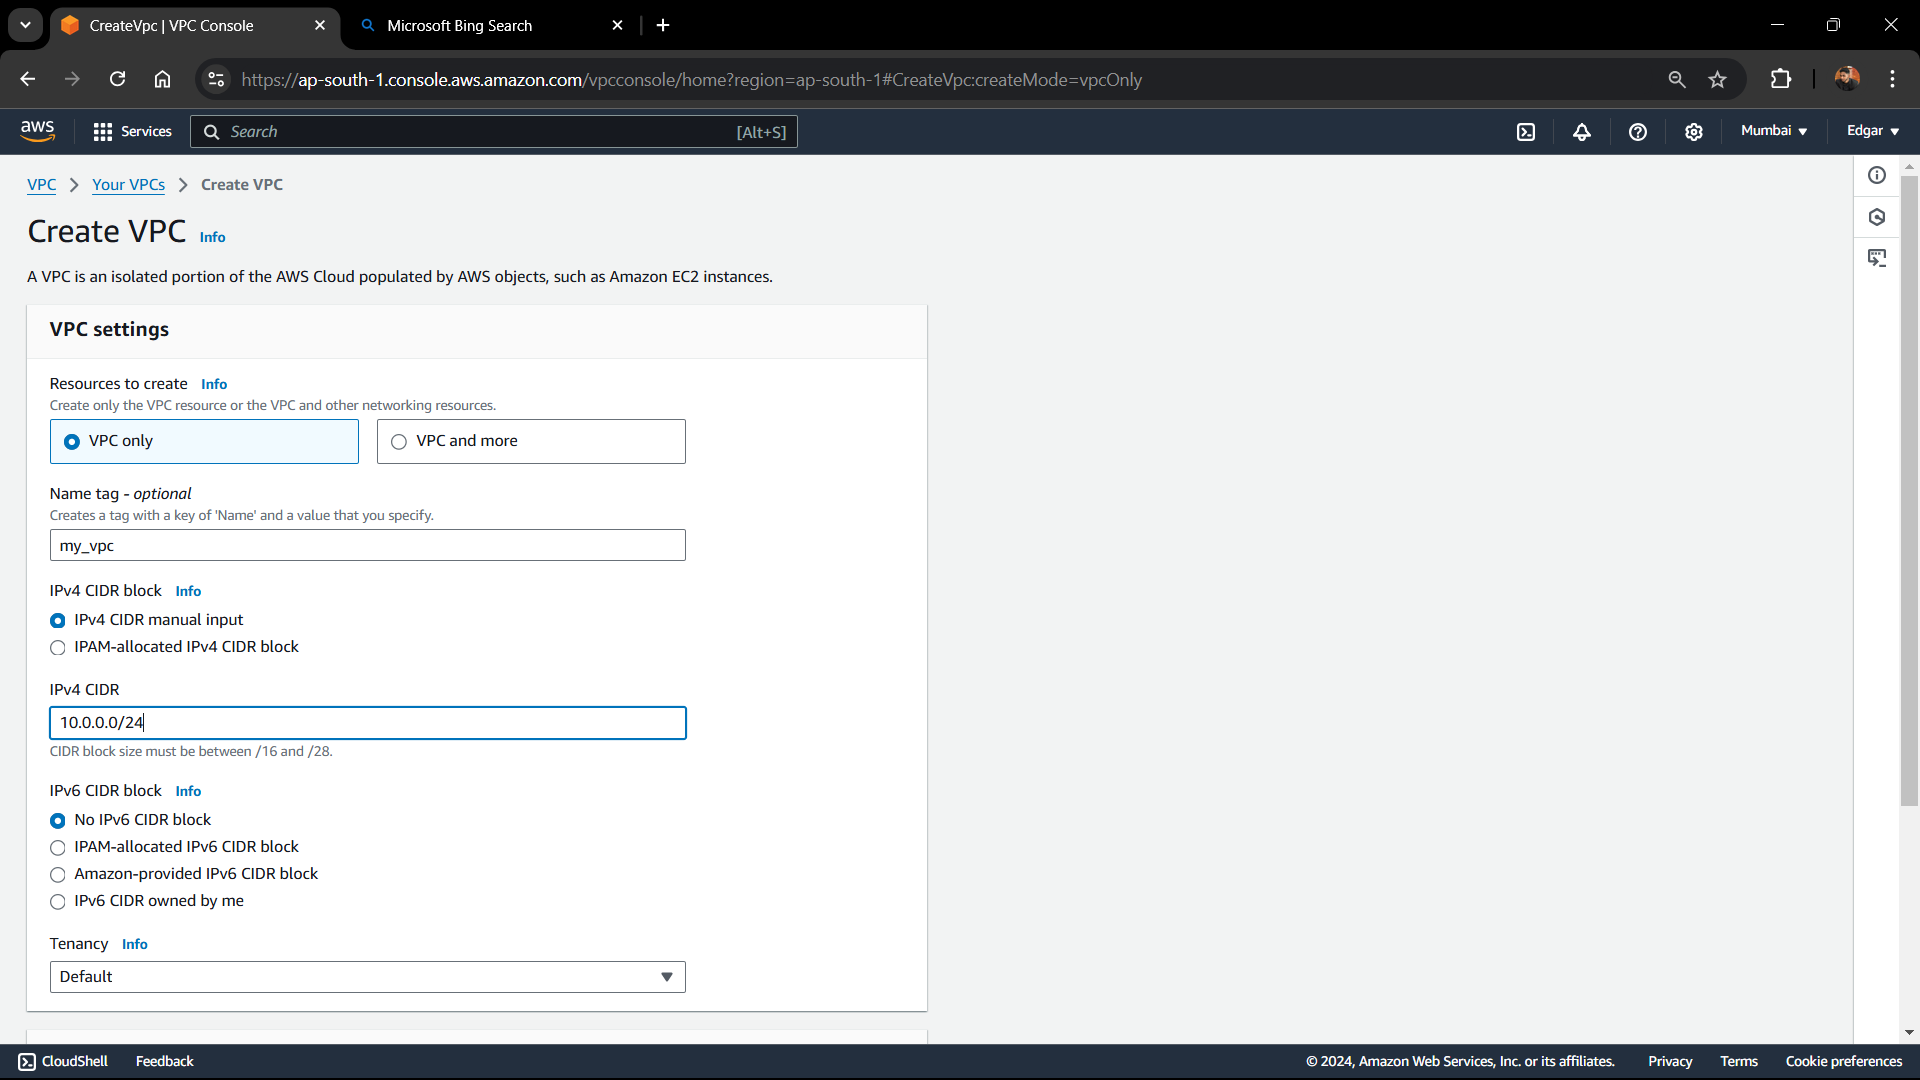 CreateVpc | VPC Console
Microsoft Bing Search
https://ap-south-1.console.aws.amazon.com/vpcconsole/home?region=ap-south-1#CreateVpc:createMode=vpcOnly
aws
Services
Search
[Alt+S]
Mumbai
Edgar
VPC
Your VPCs
Create VPC
Create VPC Info
A VPC is an isolated portion of the AWS Cloud populated by AWS objects, such as Amazon EC2 instances.
VPC settings
Resources to create Info
Create only the VPC resource or the VPC and other networking resources.
VPC only
VPC and more
Name tag - optional
Creates a tag with a key of 'Name' and a value that you specify.
my_vpc
IPv4 CIDR block Info
IPv4 CIDR manual input
IPAM-allocated IPv4 CIDR block
IPv4 CIDR
10.0.0.0/24
CIDR block size must be between /16 and /28.
IPv6 CIDR block Info
No IPv6 CIDR block
IPAM-allocated IPv6 CIDR block
Amazon-provided IPv6 CIDR block
IPv6 CIDR owned by me
Tenancy Info
Default
CloudShell
Feedback
© 2024, Amazon Web Services, Inc. or its affiliates.
Privacy
Terms
Cookie preferences